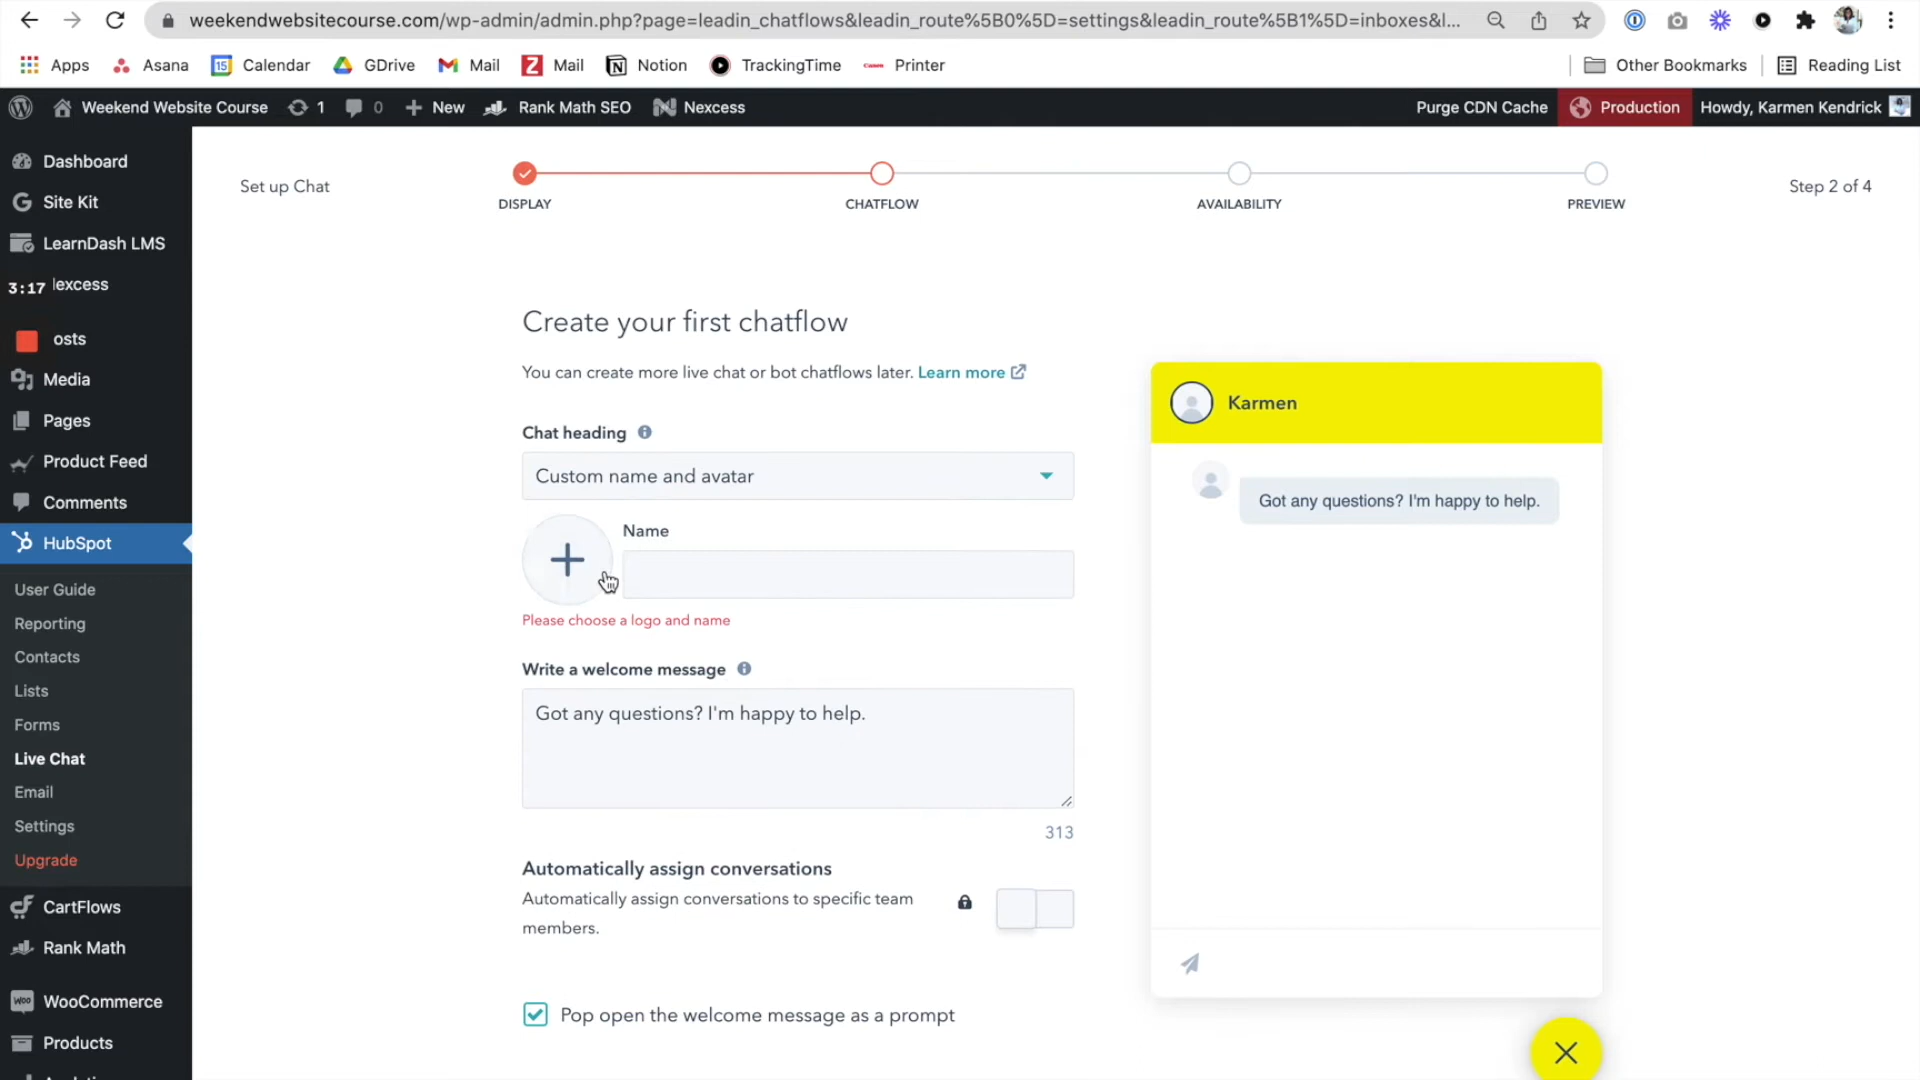 weekendwebsitecourse.com/wp-admin/admin.php?page=leadin_chatflows&leadin_route%5B0%5D=settings&leadin_route%5B1%5D=inboxes&l...
Apps
Asana
15
Calendar
GDrive
Mail
Z
Mail
Notion
TrackingTime
Canon
Printer
Other Bookmarks
Reading List
Weekend Website Course
1
0
New
Rank Math SEO
Nexcess
Purge CDN Cache
Production
Howdy, Karmen Kendrick
Dashboard
Site Kit
LearnDash LMS
3:17
lexcess
osts
Media
Pages
Product Feed
Comments
HubSpot
User Guide
Reporting
Contacts
Lists
Forms
Live Chat
Email
Settings
Upgrade
CartFlows
Rank Math
WooCommerce
Products
Set up Chat
DISPLAY
CHATFLOW
AVAILABILITY
PREVIEW
Step 2 of 4
Create your first chatflow
You can create more live chat or bot chatflows later. Learn more
Chat heading
Custom name and avatar
Name
Please choose a logo and name
Write a welcome message
Got any questions? I'm happy to help.
313
Automatically assign conversations
Automatically assign conversations to specific team
members.
Pop open the welcome message as a prompt
Karmen
Got any questions? I'm happy to help.